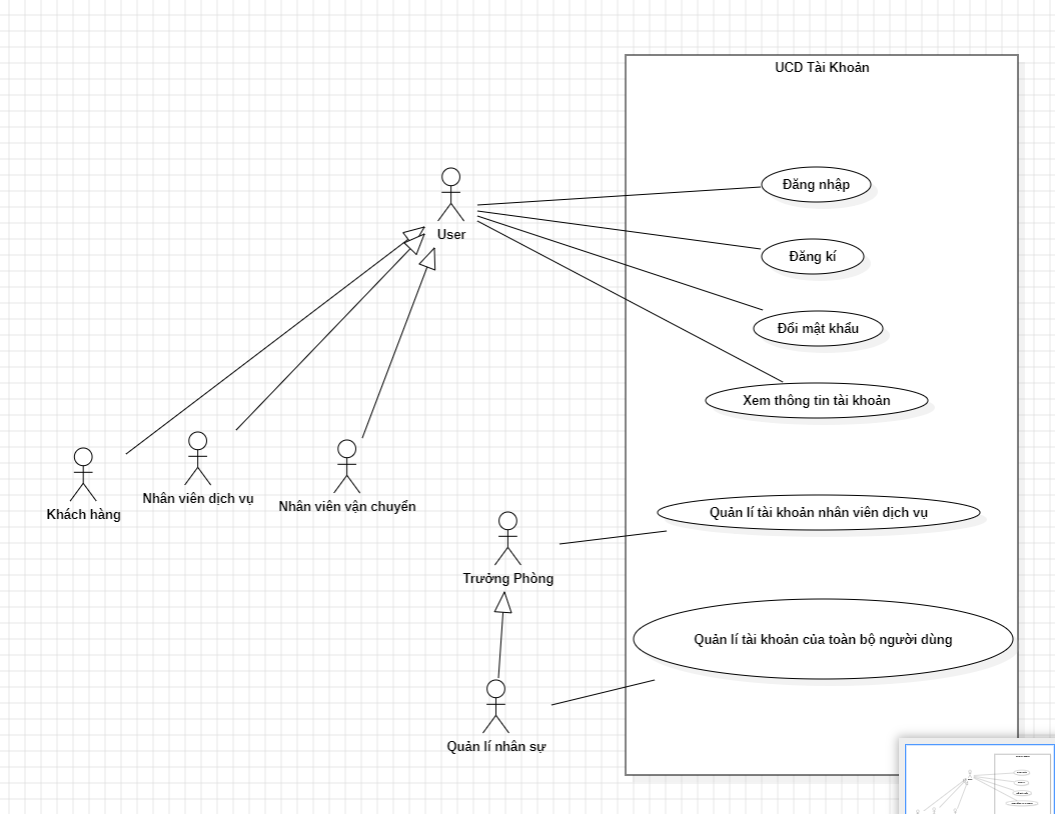 UCD Tài Khoản
Đăng nhập
User
Đăng kí
Đổi mật khẩu
Xem thông tin tài khoản
Khách hàng
Nhân viên dịch vụ
Nhân viên vận chuyển
Quản lí tài khoản nhân viên dịch vụ
Trưởng Phòng
Quản lí tài khoản của toàn bộ người dùng
Quản lí nhân sự